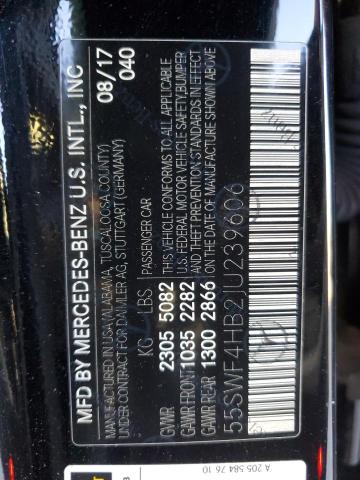 MFD BY MERCEDES-BENZ U.S. INTL., INC
MANUFACTURED IN USA/ALABAMA, TUSCALOOSA COUNTY)
UNDER CONTRACT FOR DAIMLER AG, STUTTGART(GERMANY)
08/17
040
PASSENGER CAR
KG LBS
GVWR 2305 5082
GAWR FRONT 1035 2282
GAWR REAR 1300 2866
THIS VEHICLE CONFORMS TO ALL APPLICABLE
U.S. FEDERAL MOTOR VEHICLE SAFETY,BUMPER
AND THEFT PREVENTION STANDARDS IN EFFECT
ON THE DATE OF MANUFACTURE SHOWN ABOVE
55SWF4HB2JU239606
A 205 584 76 10